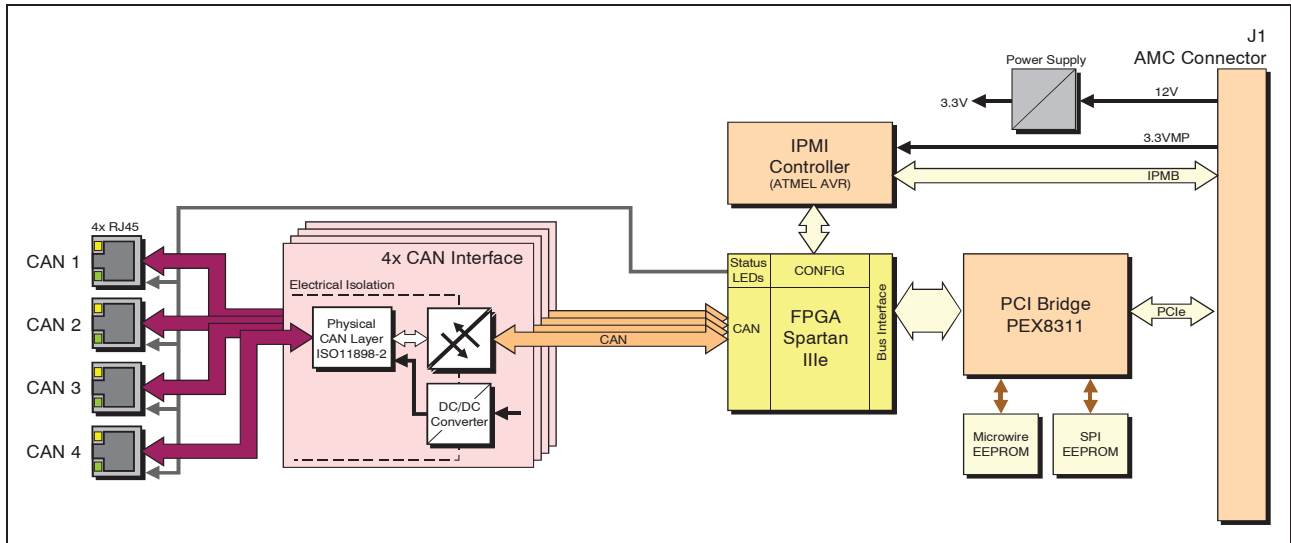 J1
AMC Connector
Power Supply
12V
3.3V
3.3VMP
IPMI
Controller
(ATMEL AVR)
IPMB
4x RJ45
CAN 1
CAN 2
CAN 3
CAN 4
4x CAN Interface
Electrical Isolation
Physical
CAN Layer
ISO11898-2
DC/DC
Converter
CAN
Status
LEDs
CONFIG
CAN
FPGA
Spartan
IIIe
Bus Interface
PCI Bridge
PEX8311
PCIe
Microwire
EEPROM
SPI
EEPROM